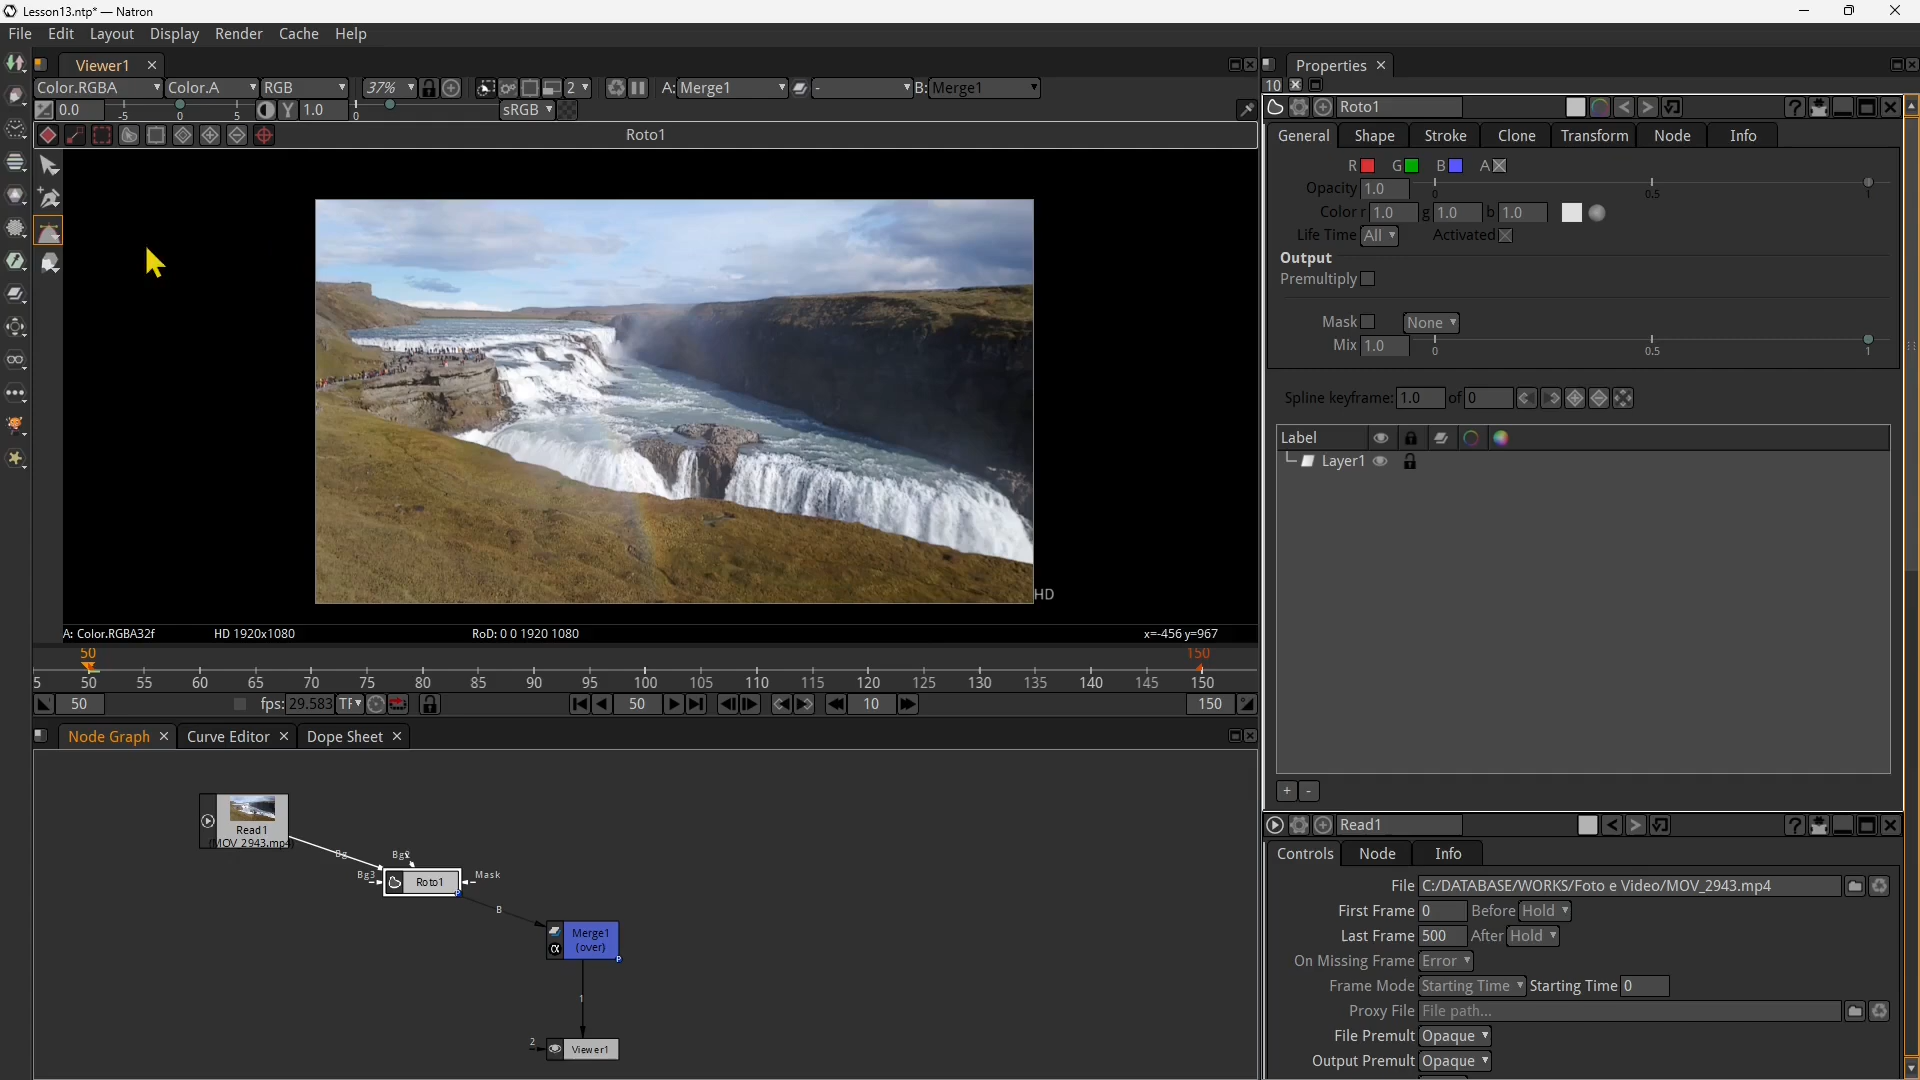 Lesson13.ntp* — Natron
File Edit Layout Display Render Cache Help
Viewer1
Color.RGBA Color.A RGB 37% 2 A: Merge1 - B: Merge1
0.0 -5 0 5 1.0 0 sRGB
Roto1
HD
A: Color.RGBA32f HD 1920x1080 RoD: 0 0 1920 1080 x=-456 y=967
50 150
5 50 55 60 65 70 75 80 85 90 95 100 105 110 115 120 125 130 135 140 145 150
50 fps: 29.583 50 10 150
Node Graph Curve Editor Dope Sheet
Read1
(MOV_2943.mp4)
Bg
Bg2
Bg3 Roto1 Mask
B
Merge1
(over)
1
2 Viewer1
Properties
10
Roto1
General Shape Stroke Clone Transform Node Info
R G B A
Opacity 1.0 0 0.5 1
Color r 1.0 g 1.0 b 1.0
Life Time All Activated
Output
Premultiply
Mask None
Mix 1.0 0 0.5 1
Spline keyframe: 1.0 of 0
Label
Layer1
+ -
Read1
Controls Node Info
File C:/DATABASE/WORKS/Foto e Video/MOV_2943.mp4
First Frame 0 Before Hold
Last Frame 500 After Hold
On Missing Frame Error
Frame Mode Starting Time Starting Time 0
Proxy File File path...
File Premult Opaque
Output Premult Opaque